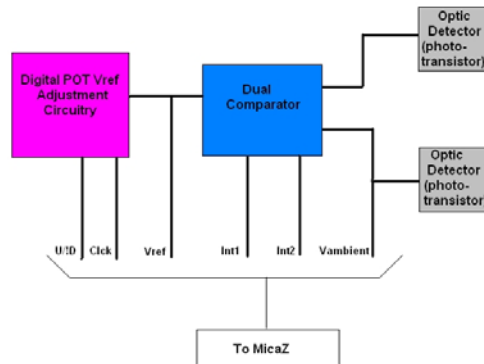 Digital POT Vref
Adjustment
Circuitry
Dual
Comparator
Optic
Detector
(photo-
transistor)
Optic
Detector
(photo-
transistor)
U/!D
Clck
Vref
Int1
Int2
Vambient
To MicaZ